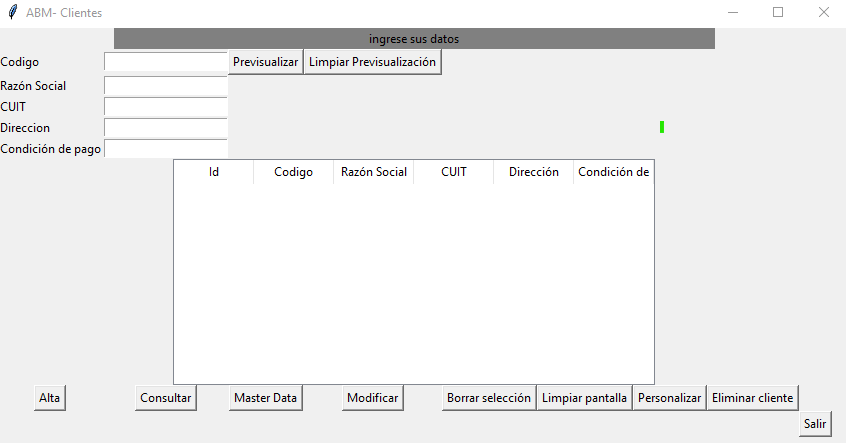 ABM- Clientes
ingrese sus datos
Codigo Previsualizar Limpiar Previsualización
Razón Social
CUIT
Direccion
Condición de pago
Id Codigo Razón Social CUIT Dirección Condición de
Alta Consultar Master Data Modificar Borrar selección Limpiar pantalla Personalizar Eliminar cliente
Salir